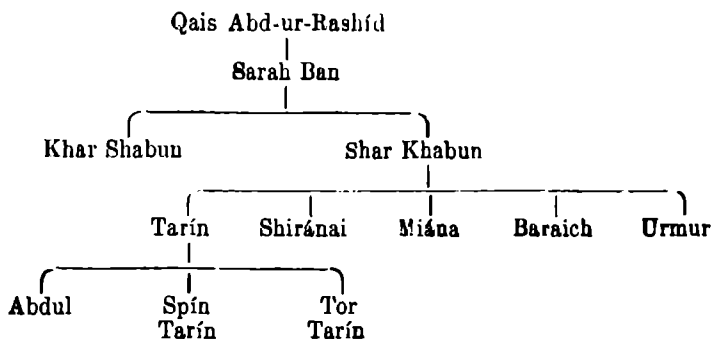 Qais Abd-ur-Rashíd
Sarah Ban
Khar Shabun Shar Khabun
Tarín Shiránai Miána Baraich Urmur
Abdul Spín Tor
Tarín Tarín